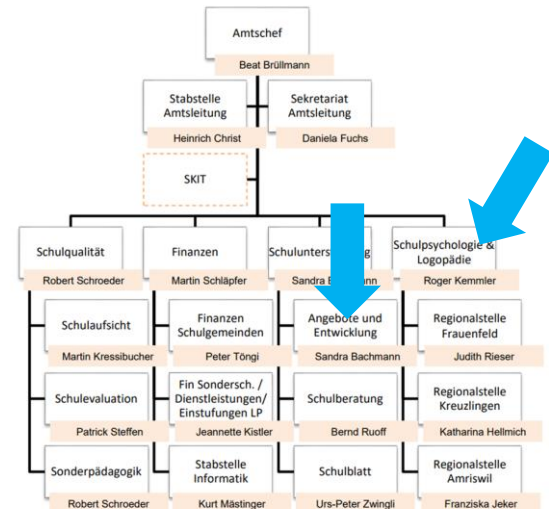 Amtschef
Beat Brüllmann
Stabstelle
Amtsleitung
Heinrich Christ
Sekretariat
Amtsleitung
Daniela Fuchs
SKIT
Schulqualität
Robert Schroeder
Finanzen
Martin Schläpfer
Sandra
Schulpsychologie &
Logopädie
Roger Kemmler
Schulaufsicht
Martin Kressibucher
Finanzen
Schulgemeinden
Peter Töngi
Angebote und
Entwicklung
Sandra Bachmann
Regionalstelle
Frauenfeld
Judith Rieser
Schulevaluation
Patrick Steffen
Fin Sondersch. /
Dienstleistungen/
Einstufungen LP
Jeannette Kistler
Schulberatung
Bernd Ruoff
Regionalstelle
Kreuzlingen
Katharina Hellmich
Sonderpädagogik
Robert Schroeder
Stabstelle
Informatik
Kurt Mästinger
Schulblatt
Urs-Peter Zwingli
Regionalstelle
Amriswil
Franziska Jeker